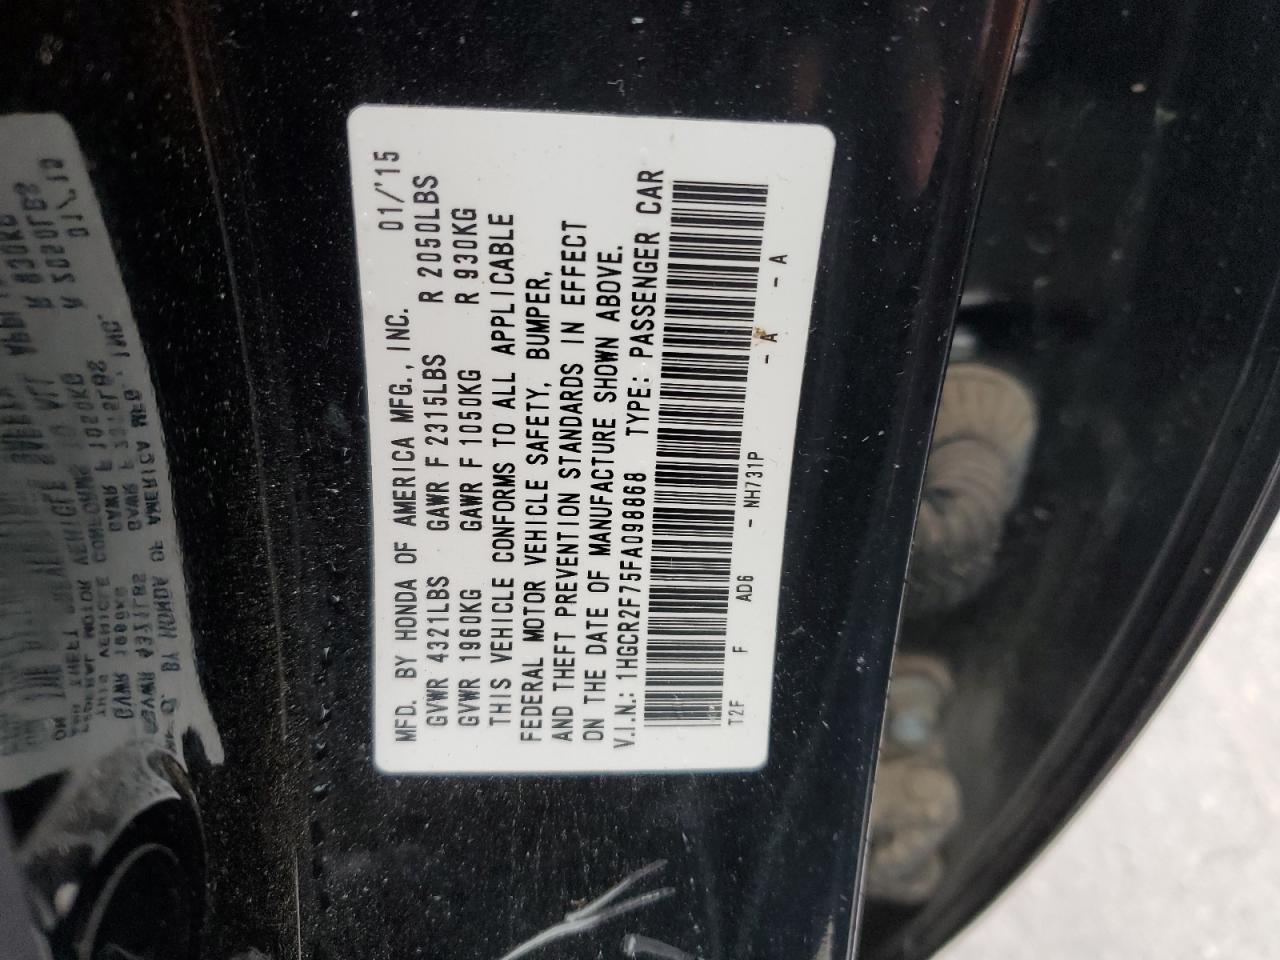 MFD. BY HONDA OF AMERICA MFG., INC. 01/'15
GVWR 4321LBS GAWR F 2315LBS R 2050LBS
GVWR 1960KG GAWR F 1050KG R 930KG
THIS VEHICLE CONFORMS TO ALL APPLICABLE
FEDERAL MOTOR VEHICLE SAFETY, BUMPER,
AND THEFT PREVENTION STANDARDS IN EFFECT
ON THE DATE OF MANUFACTURE SHOWN ABOVE.
V.I.N.: 1HGCR2F75FA098868 TYPE: PASSENGER CAR
T2F F AD6 - NH731P - A - A